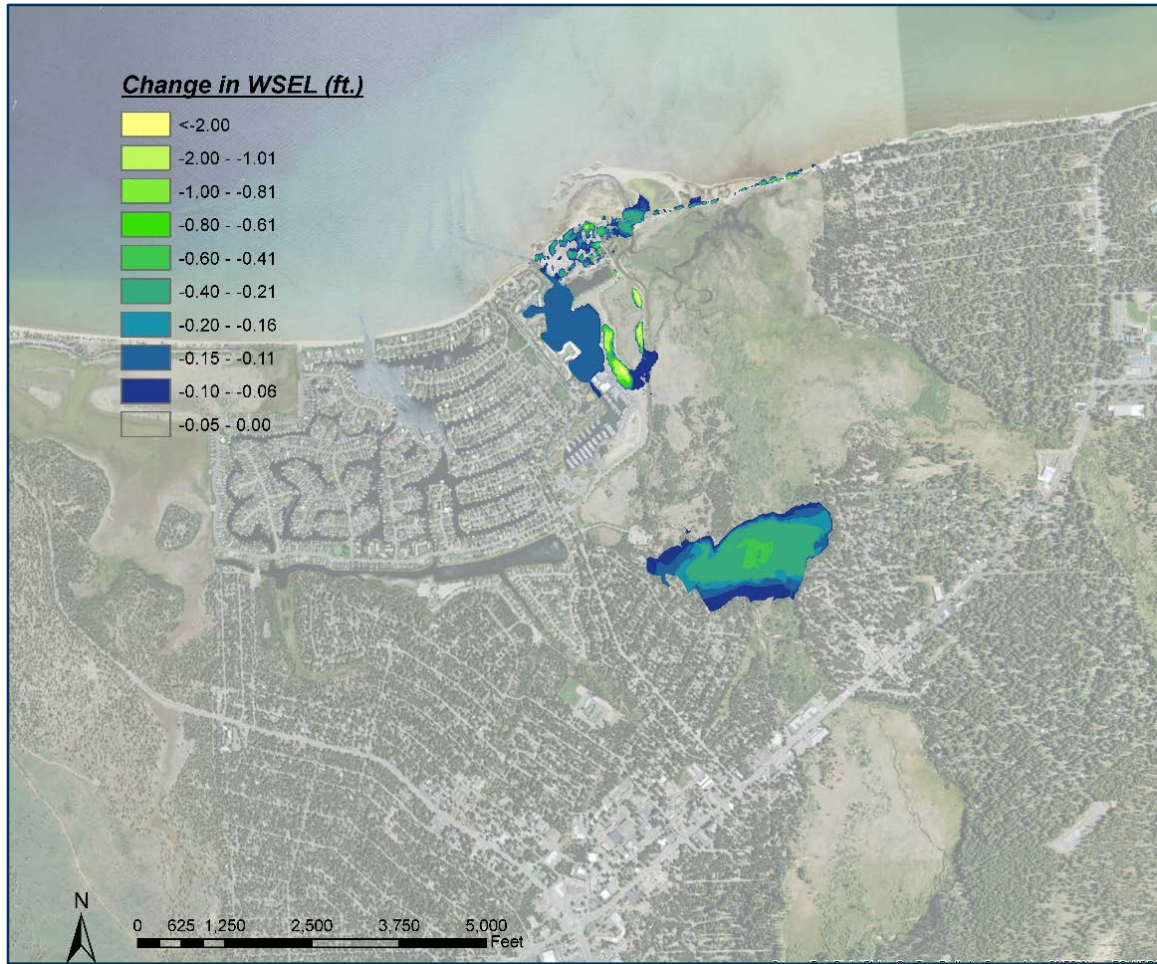 Change in WSEL (ft.)
<-2.00
-2.00 - -1.01
-1.00 - -0.81
-0.80 - -0.61
-0.60 - -0.41
-0.40 - -0.21
-0.20 - -0.16
-0.15 - -0.11
-0.10 - -0.06
-0.05 - 0.00
N
0 625 1,250 2,500 3,750 5,000
Feet